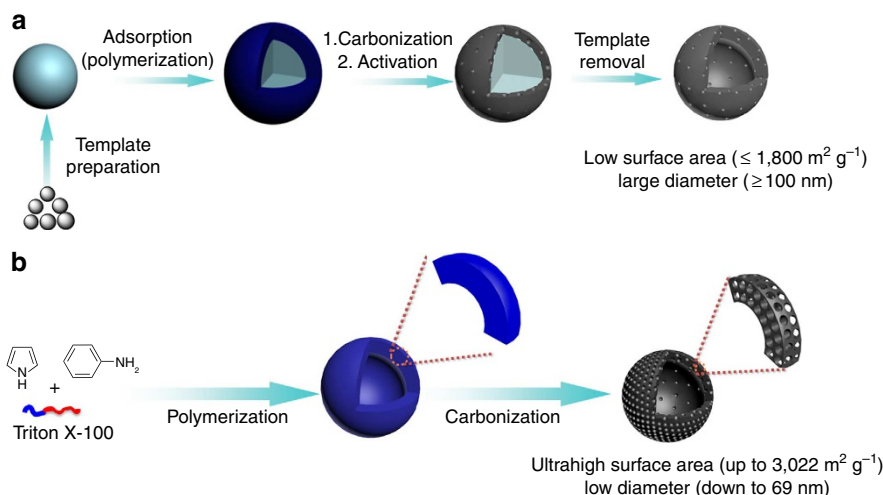 a
Adsorption
(polymerization)
1.Carbonization
2. Activation
Template
removal
Template
preparation
Low surface area (≤ 1,800 m² g⁻¹)
large diameter (≥100 nm)
b
N
H
+
NH₂
Triton X-100
Polymerization
Carbonization
Ultrahigh surface area (up to 3,022 m² g⁻¹)
low diameter (down to 69 nm)